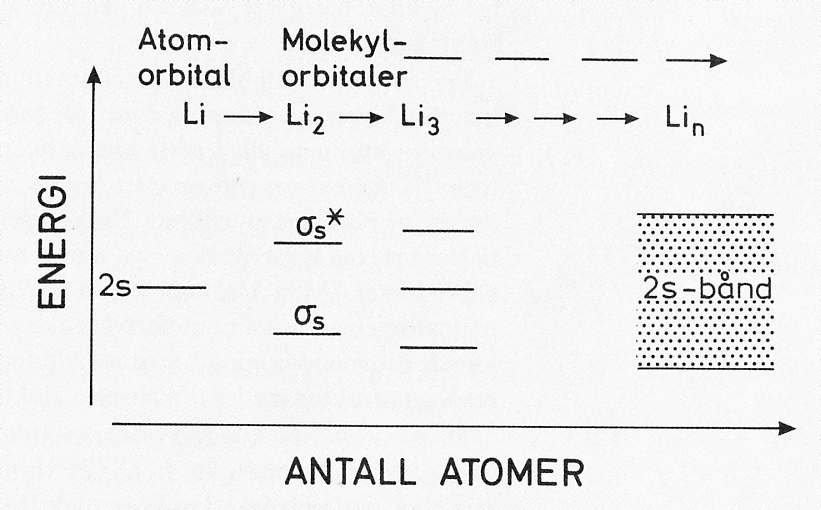 Atom-
orbital
Molekyl-
orbitaler
Li → Li₂ → Li₃ → → → Liₙ
ENERGI
σₛ*
2s
σₛ
2s-bånd
ANTALL ATOMER